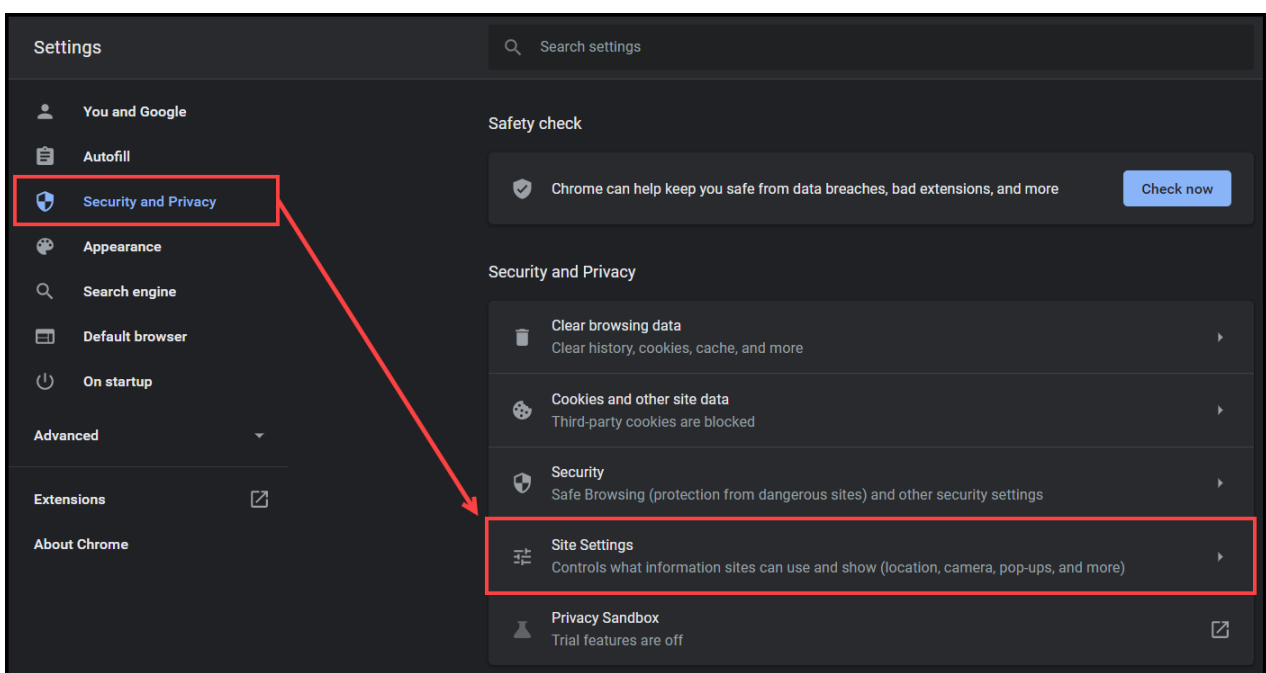 Settings
Search settings
You and Google
Autofill
Security and Privacy
Appearance
Search engine
Default browser
On startup
Advanced
Extensions
About Chrome
Safety check
Chrome can help keep you safe from data breaches, bad extensions, and more
Check now
Security and Privacy
Clear browsing data
Clear history, cookies, cache, and more
Cookies and other site data
Third-party cookies are blocked
Security
Safe Browsing (protection from dangerous sites) and other security settings
Site Settings
Controls what information sites can use and show (location, camera, pop-ups, and more)
Privacy Sandbox
Trial features are off